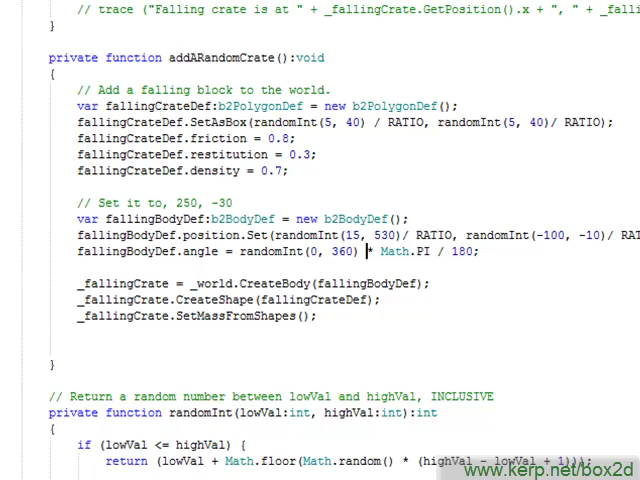 // trace ("Falling crate is at " + _fallingCrate.GetPosition().x + ", " + _falli
}
private function addARandomCrate():void
{
// Add a falling block to the world.
var fallingCrateDef:b2PolygonDef = new b2PolygonDef();
fallingCrateDef.SetAsBox(randomInt(5, 40) / RATIO, randomInt(5, 40)/ RATIO);
fallingCrateDef.friction = 0.8;
fallingCrateDef.restitution = 0.3;
fallingCrateDef.density = 0.7;
// Set it to, 250, -30
var fallingBodyDef:b2BodyDef = new b2BodyDef();
fallingBodyDef.position.Set(randomInt(15, 530)/ RATIO, randomInt(-100, -10)/ RAT
fallingBodyDef.angle = randomInt(0, 360) * Math.PI / 180;
_fallingCrate = _world.CreateBody(fallingBodyDef);
_fallingCrate.CreateShape(fallingCrateDef);
_fallingCrate.SetMassFromShapes();
}
// Return a random number between lowVal and highVal, INCLUSIVE
private function randomInt(lowVal:int, highVal:int):int
{
if (lowVal <= highVal) {
return (lowVal + Math.floor(Math.random() * (highVal - lowVal + 1)));
www.kerp.net/box2d